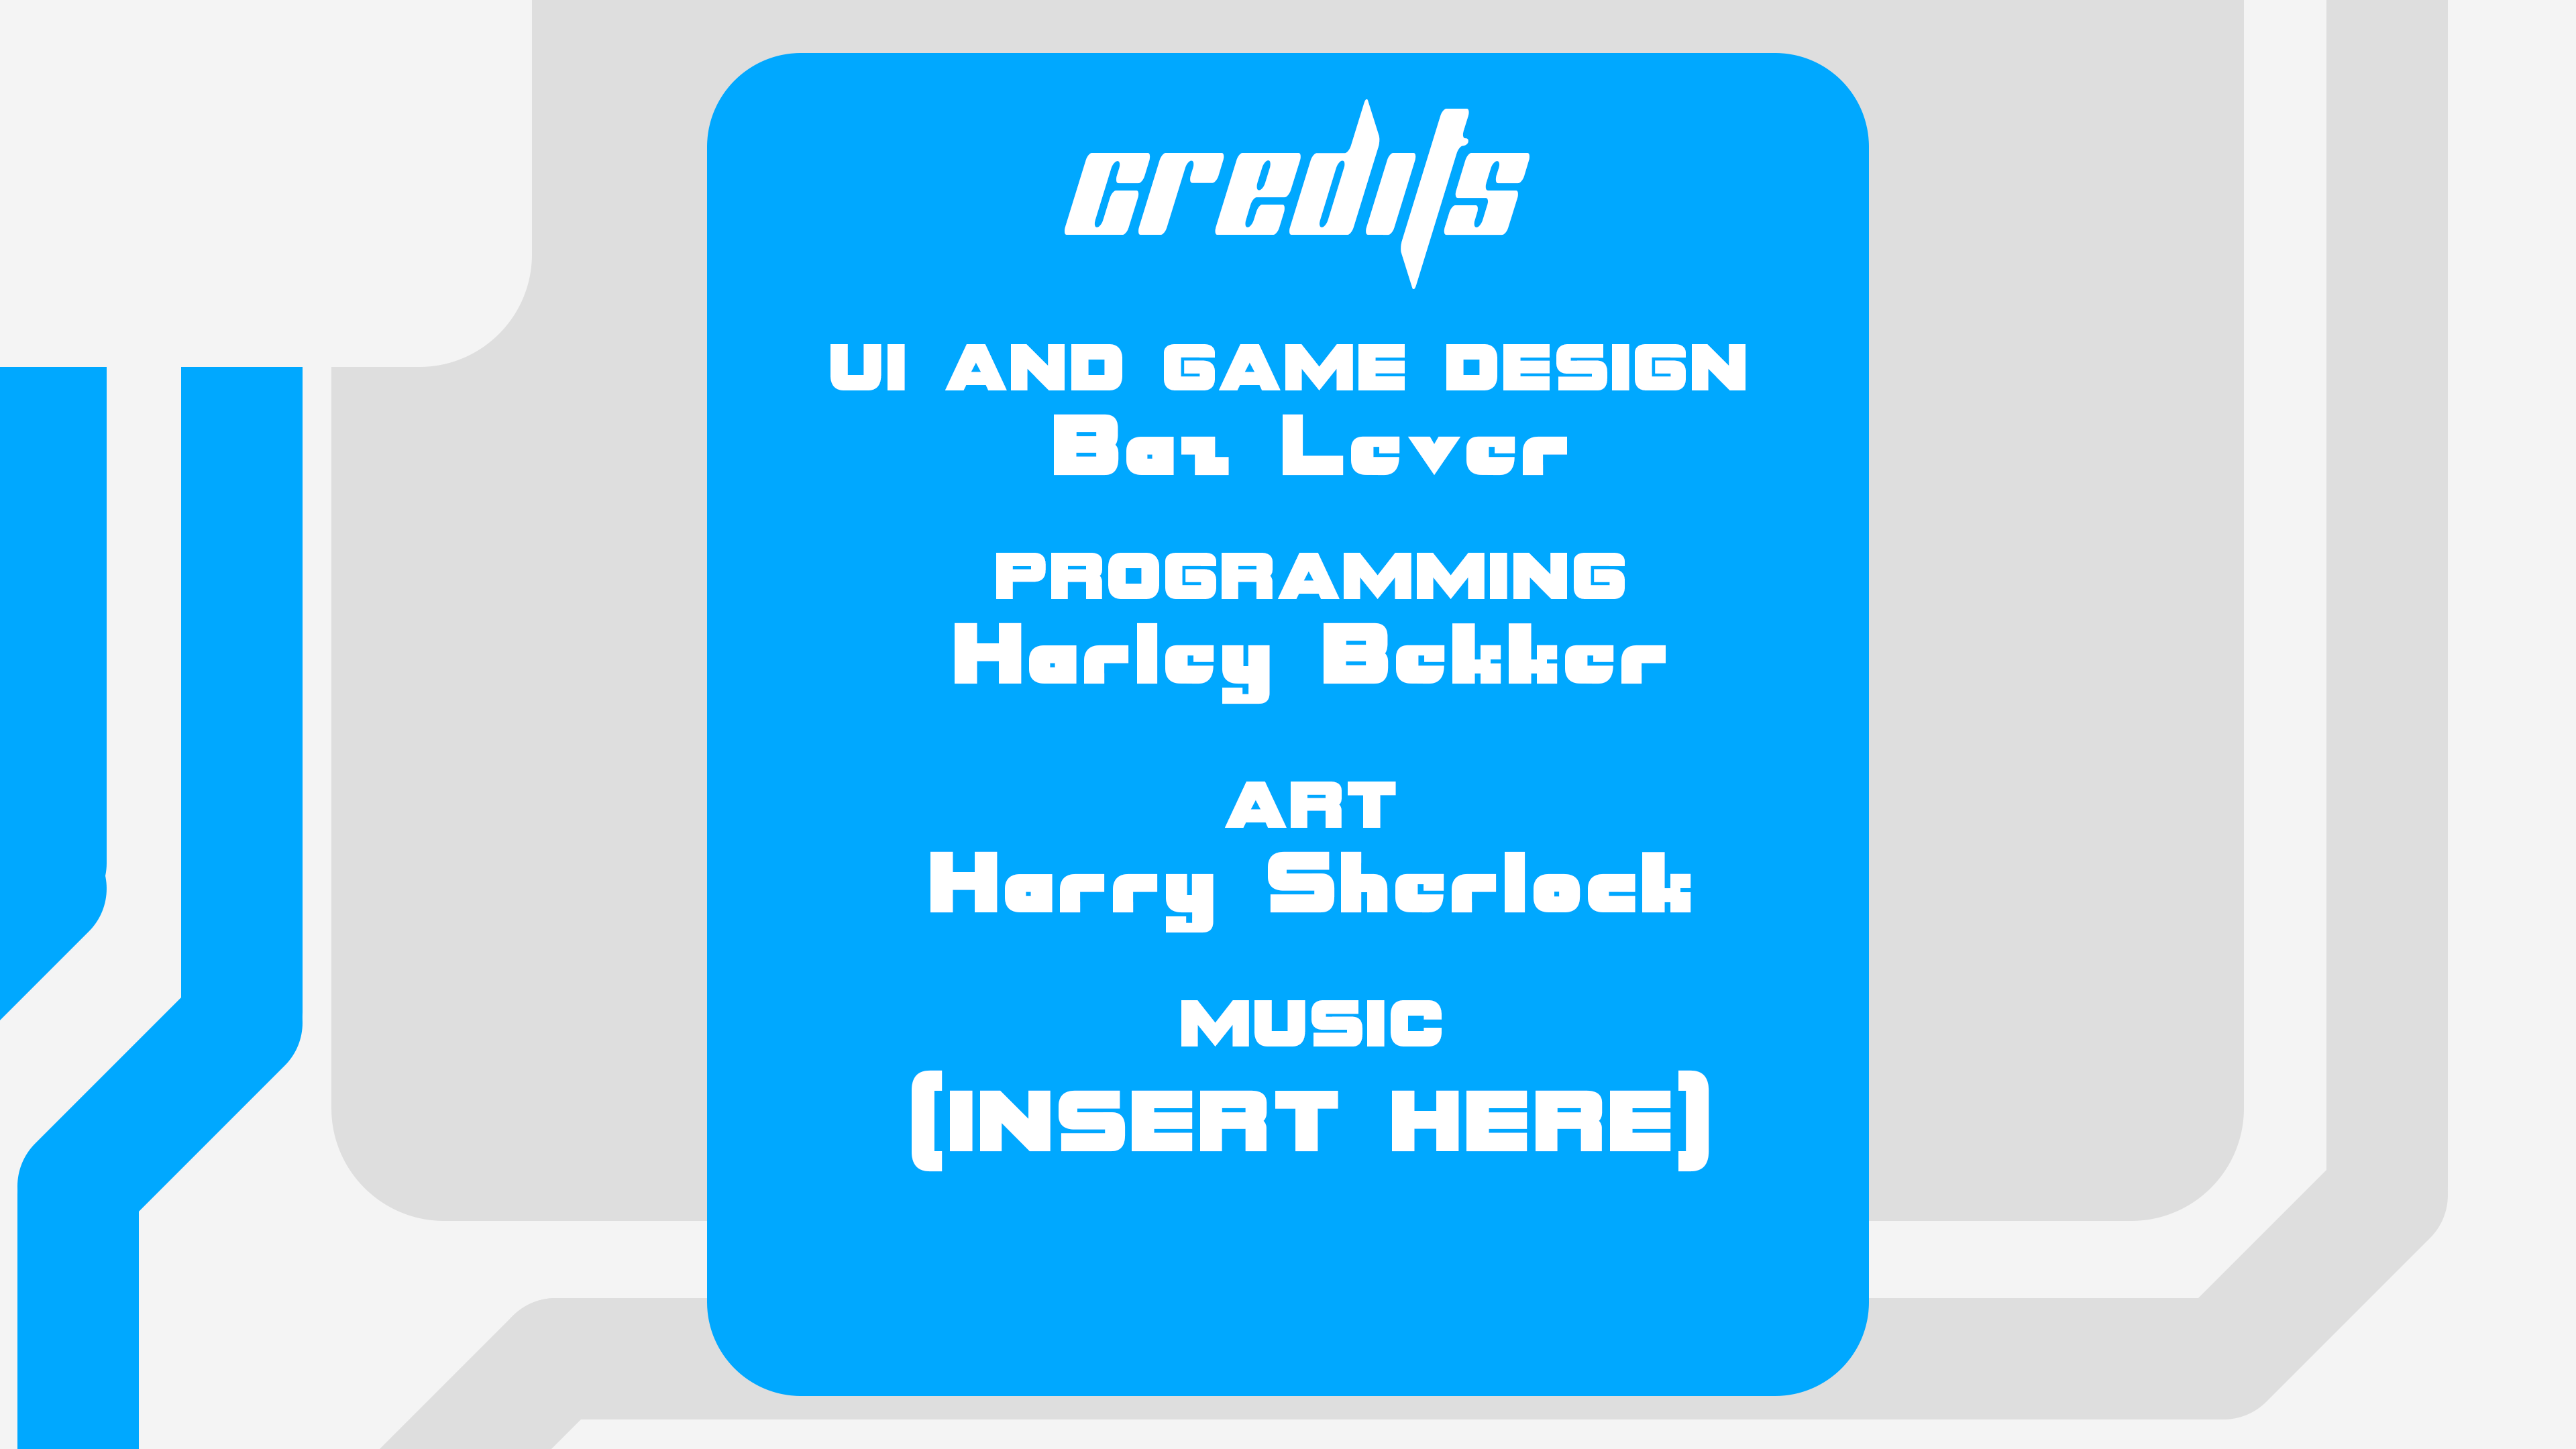 credits
UI AND GAME DESIGN
Baz Lever
PROGRAMMING
Harley Bekker
ART
Harry Sherlock
MUSIC
(INSERT HERE)